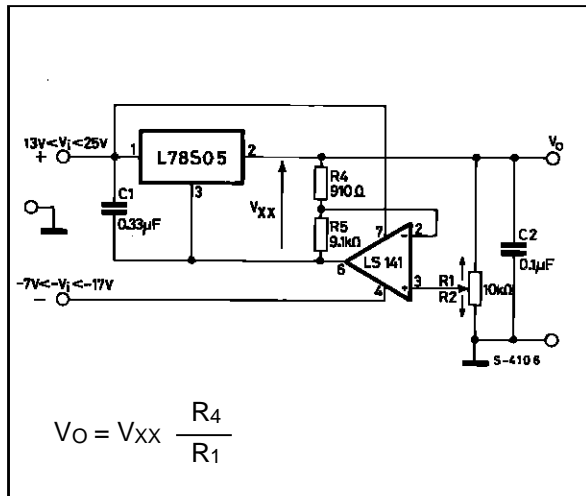 13V<Vi<25V
+
1
L78S05
2
VO
3
C1
0.33µF
VXX
R4
910Ω
R5
9.1kΩ
7
2
-
6
LS 141
4
+
3
R1
R2
10kΩ
C2
0.1µF
-7V<-Vi<-17V
-
S-4106
VO = VXX R4
R1